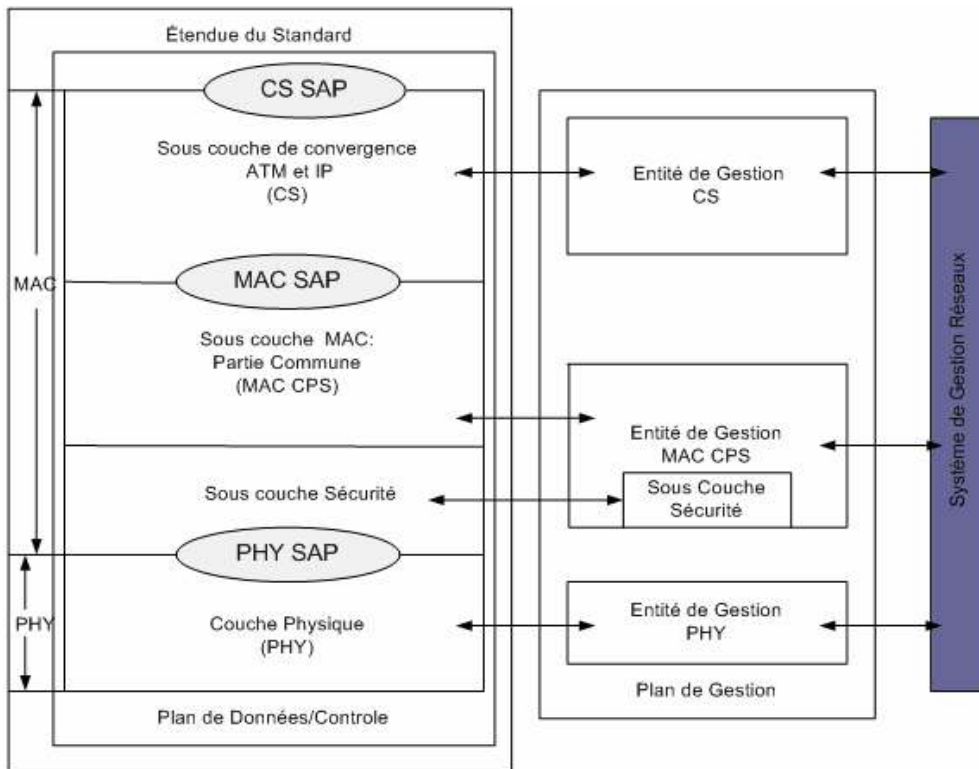 Étendue du Standard
CS SAP
Sous couche de convergence
ATM et IP
(CS)
MAC
MAC SAP
Sous couche MAC:
Partie Commune
(MAC CPS)
Sous couche Sécurité
PHY SAP
PHY
Couche Physique
(PHY)
Plan de Données/Controle
Entité de Gestion
CS
Entité de Gestion
MAC CPS
Sous Couche
Sécurité
Entité de Gestion
PHY
Plan de Gestion
Système de Gestion Réseaux